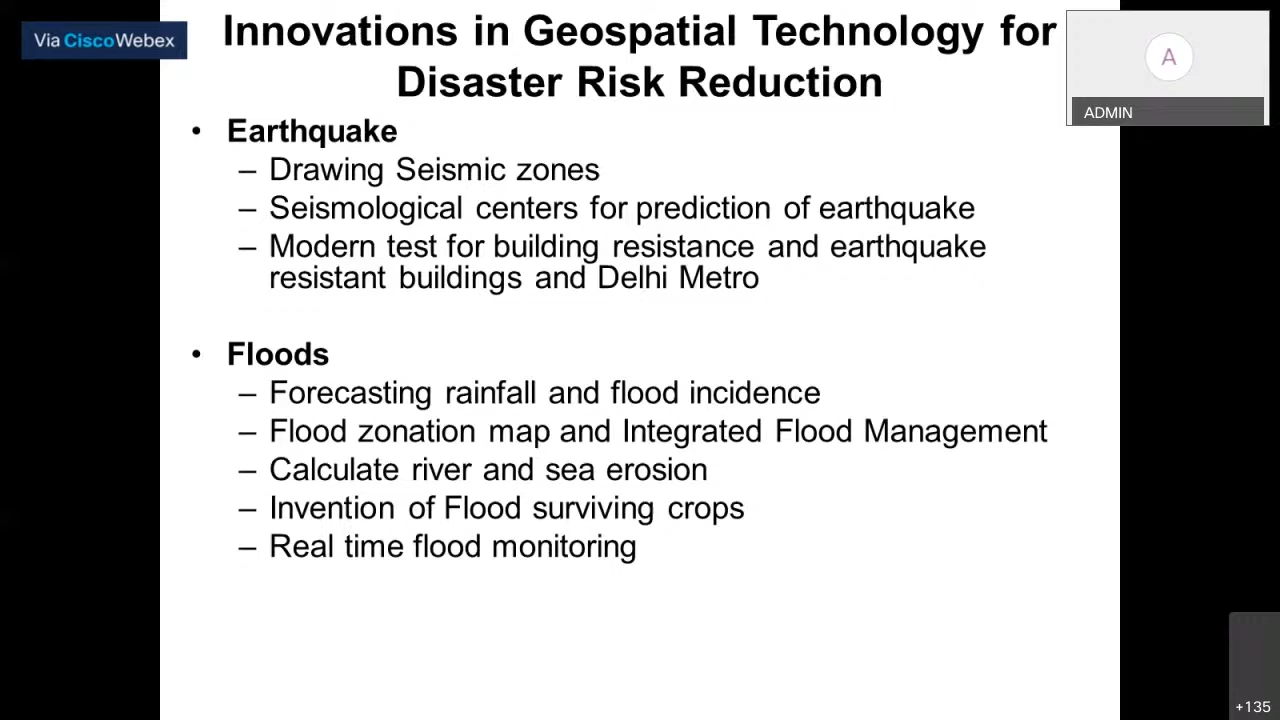 Via CiscoWebex
Innovations in Geospatial Technology for
Disaster Risk Reduction
A
ADMIN
• Earthquake
– Drawing Seismic zones
– Seismological centers for prediction of earthquake
– Modern test for building resistance and earthquake
resistant buildings and Delhi Metro
• Floods
– Forecasting rainfall and flood incidence
– Flood zonation map and Integrated Flood Management
– Calculate river and sea erosion
– Invention of Flood surviving crops
– Real time flood monitoring
+135